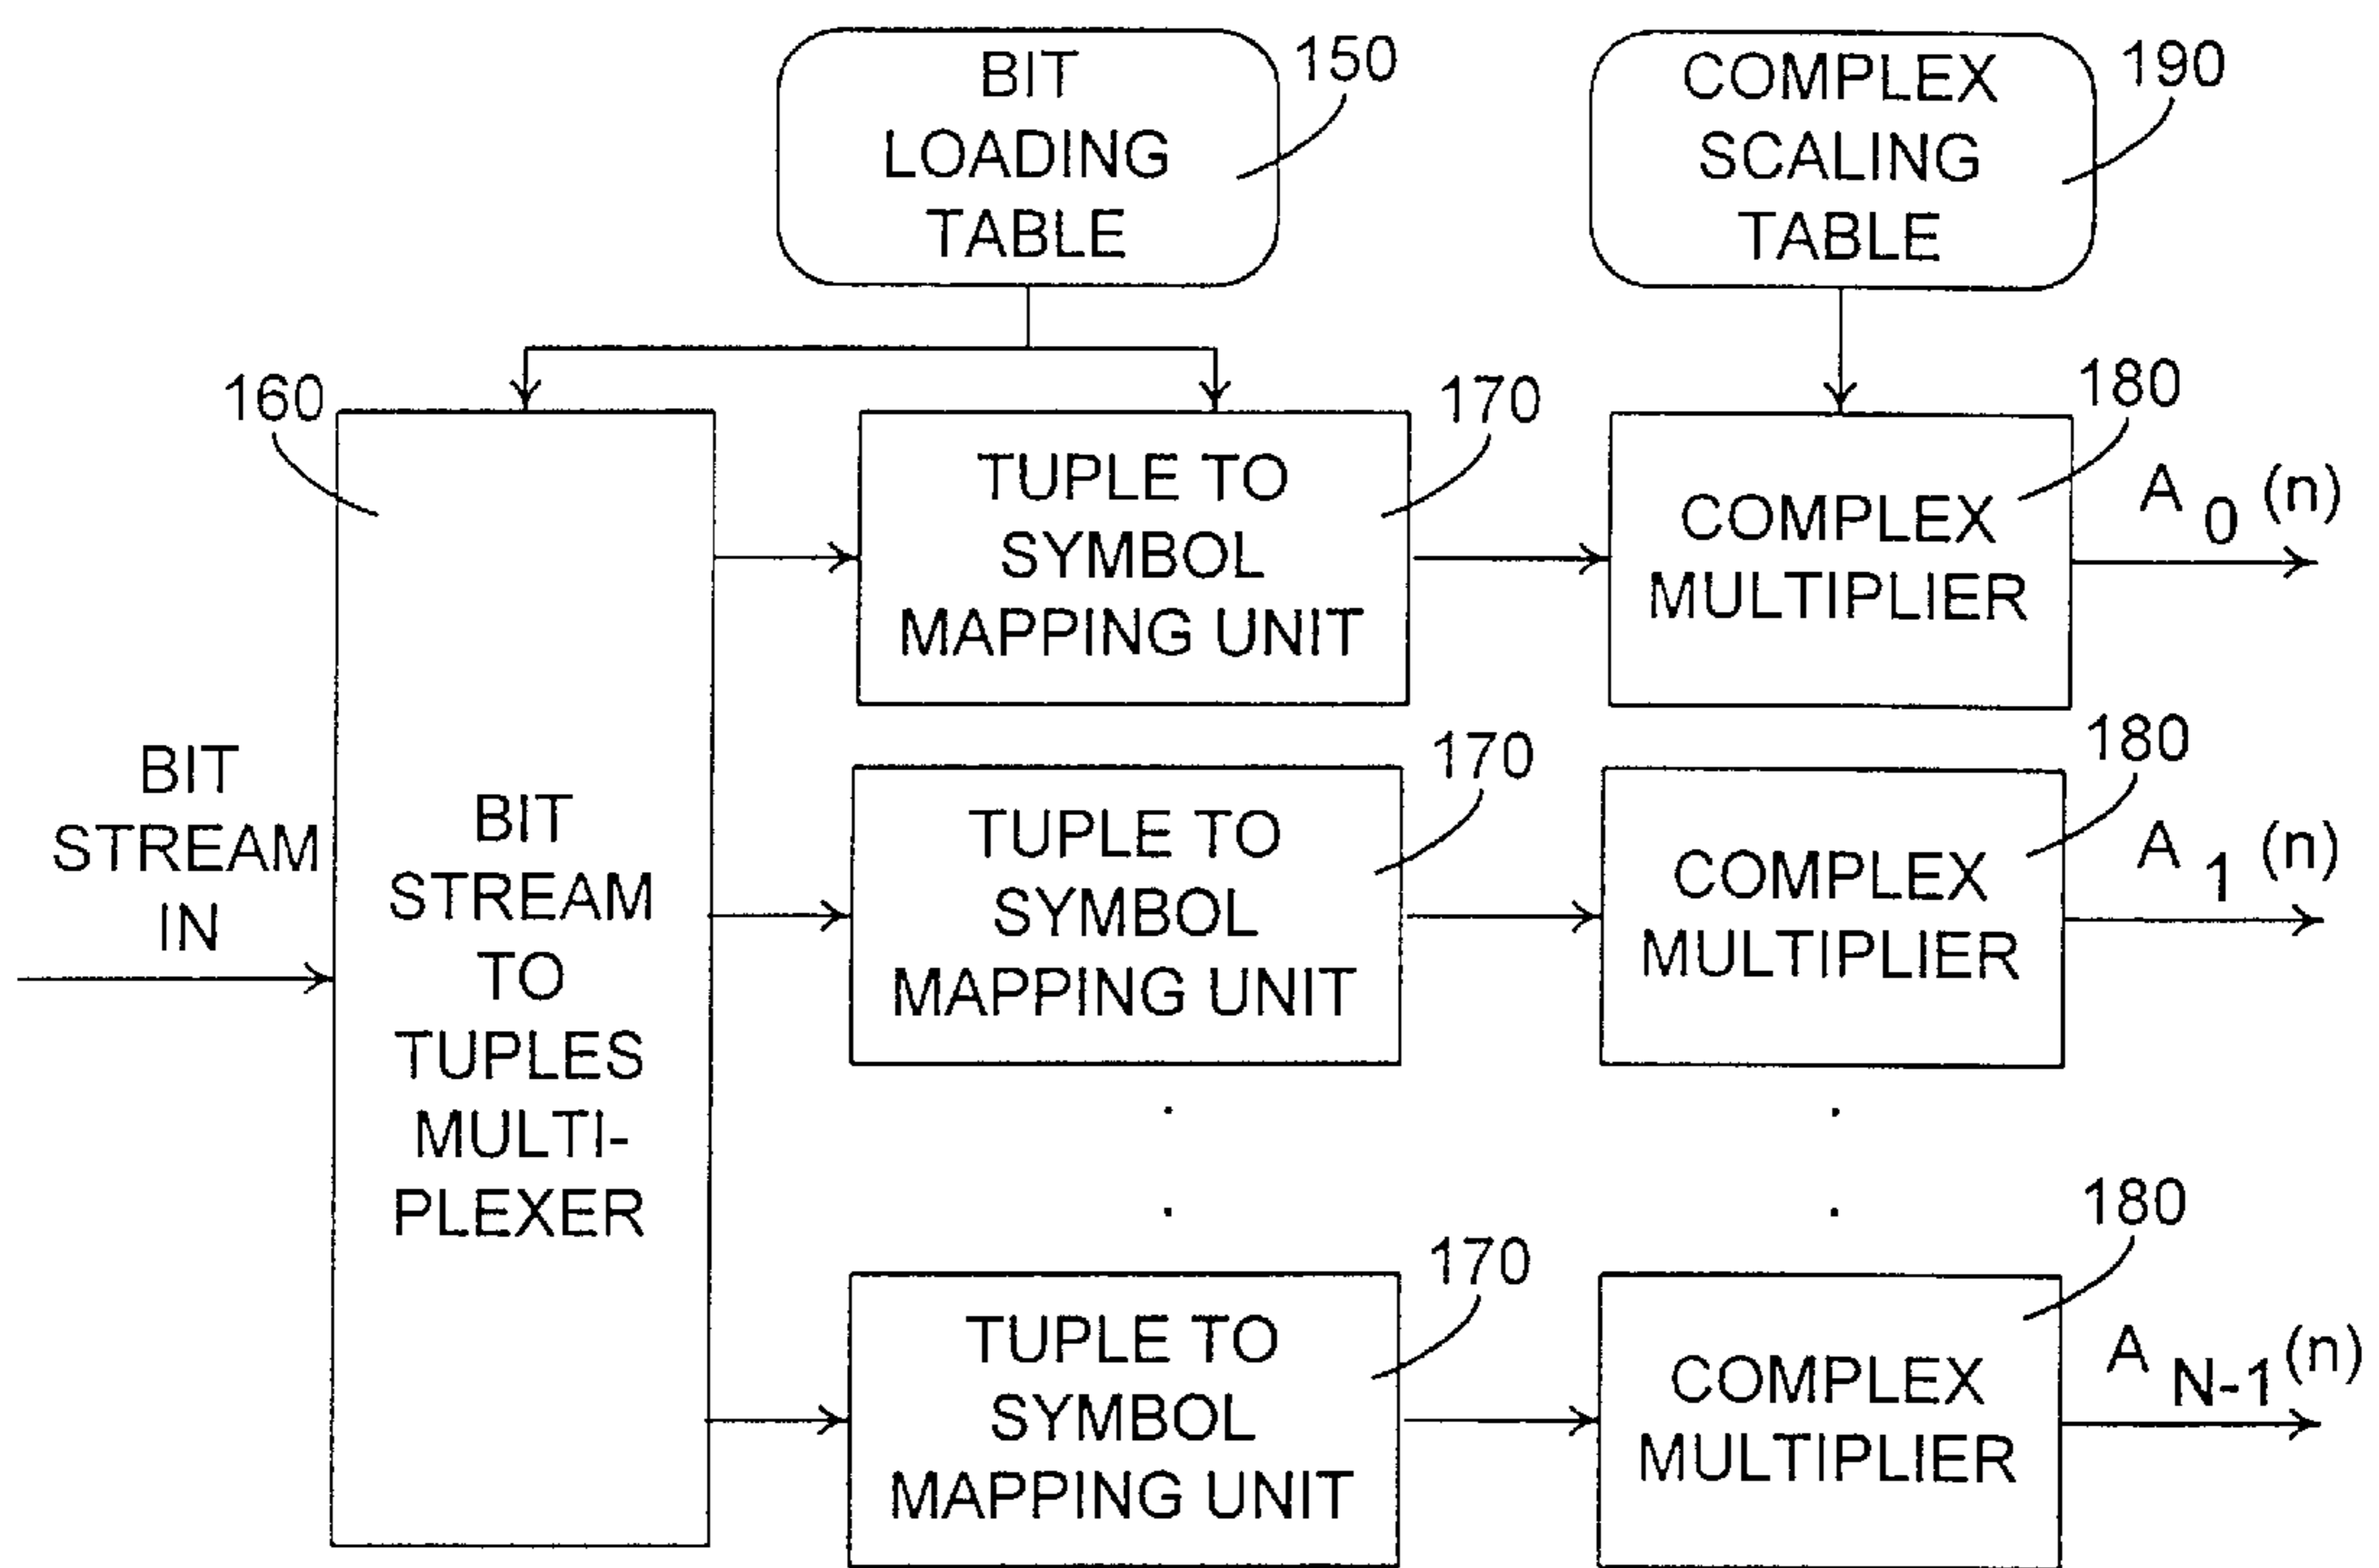 BIT
LOADING
TABLE
150
COMPLEX
SCALING
TABLE
190
160
BIT
STREAM
IN
BIT
STREAM
TO
TUPLES
MULTI-
PLEXER
TUPLE TO
SYMBOL
MAPPING UNIT
170
COMPLEX
MULTIPLIER
180
A 0 (n)
TUPLE TO
SYMBOL
MAPPING UNIT
170
COMPLEX
MULTIPLIER
180
A 1 (n)
TUPLE TO
SYMBOL
MAPPING UNIT
170
COMPLEX
MULTIPLIER
180
A N-1 (n)